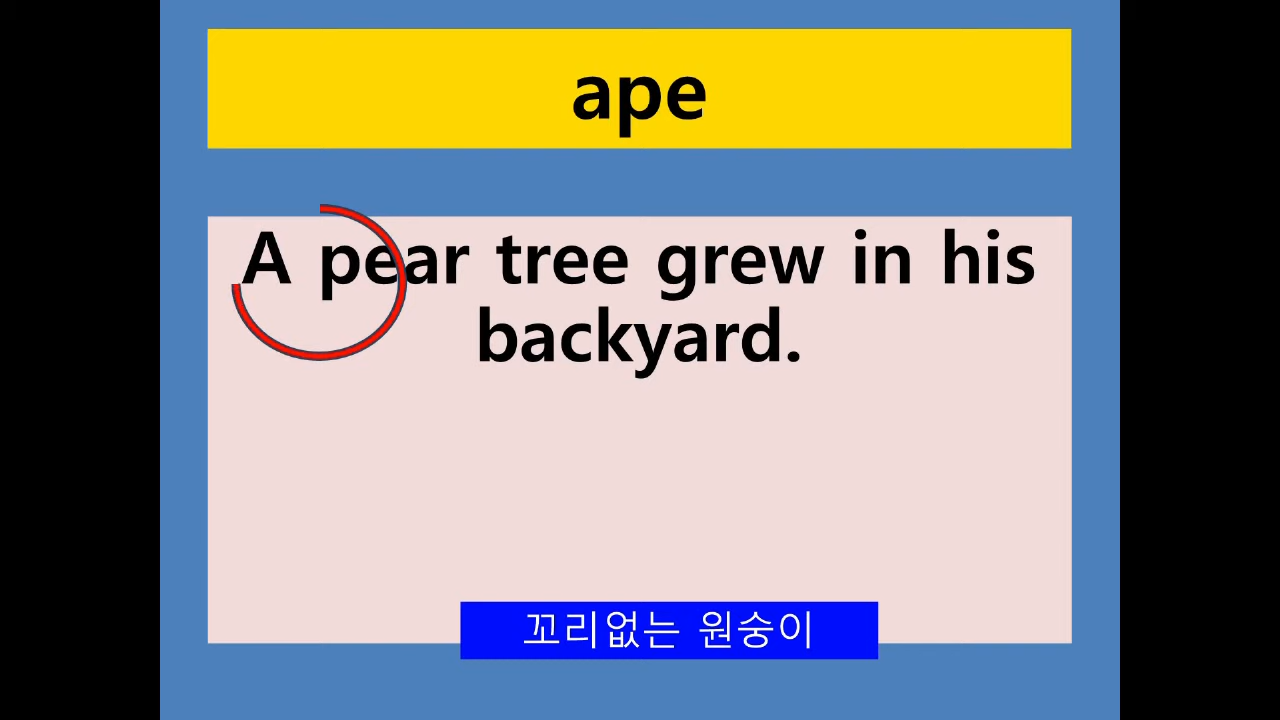 ape
A pear tree grew in his
backyard.
꼬리없는 원숭이